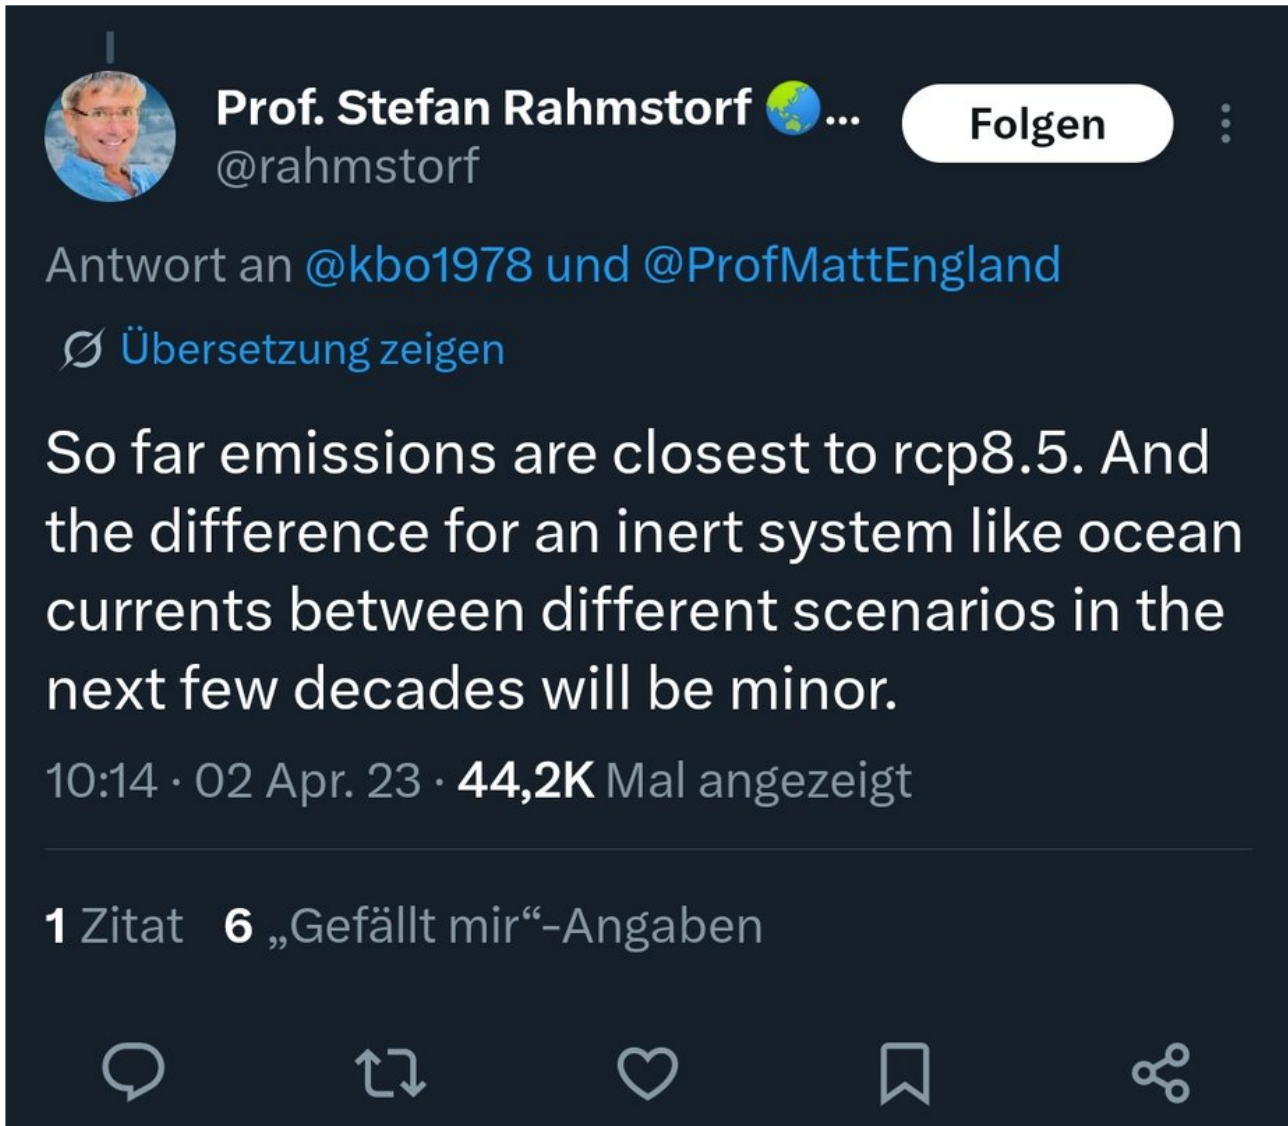 Prof. Stefan Rahmstorf 🌏...
Folgen
@rahmstorf
Antwort an @kbo1978 und @ProfMattEngland
Übersetzung zeigen
So far emissions are closest to rcp8.5. And
the difference for an inert system like ocean
currents between different scenarios in the
next few decades will be minor.
10:14 · 02 Apr. 23 · 44,2K Mal angezeigt
1 Zitat 6 „Gefällt mir“-Angaben